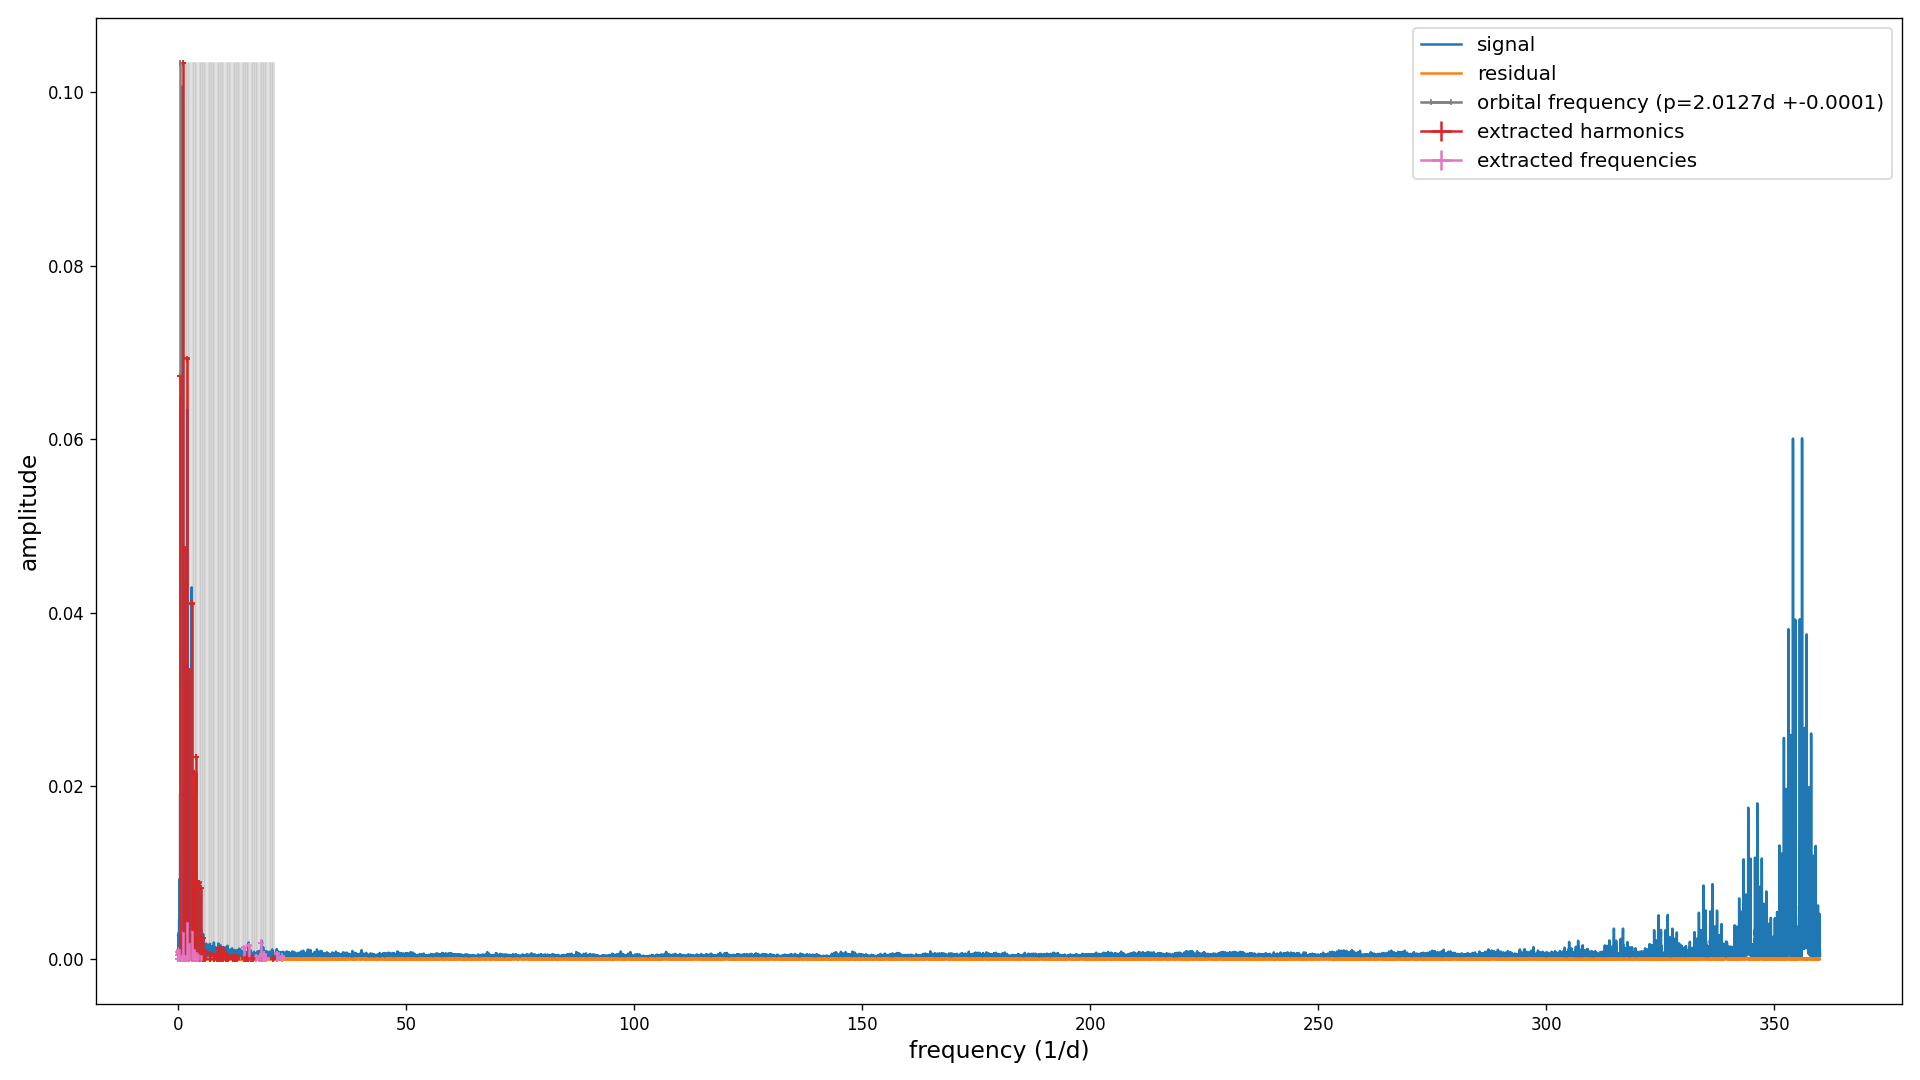 signal
residual
orbital frequency (p=2.0127d +-0.0001)
extracted harmonics
extracted frequencies
0.10
0.08
0.06
0.04
0.02
0.00
amplitude
0 50 100 150 200 250 300 350
frequency (1/d)